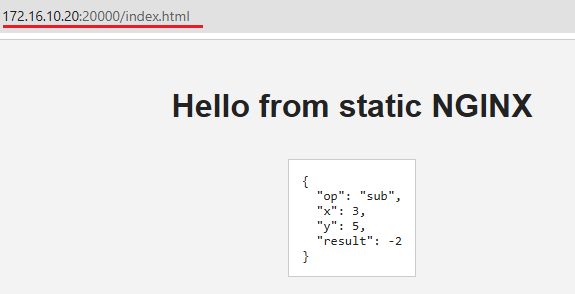 172.16.10.20:20000/index.html
Hello from static NGINX
{
  "op": "sub",
  "x": 3,
  "y": 5,
  "result": -2
}